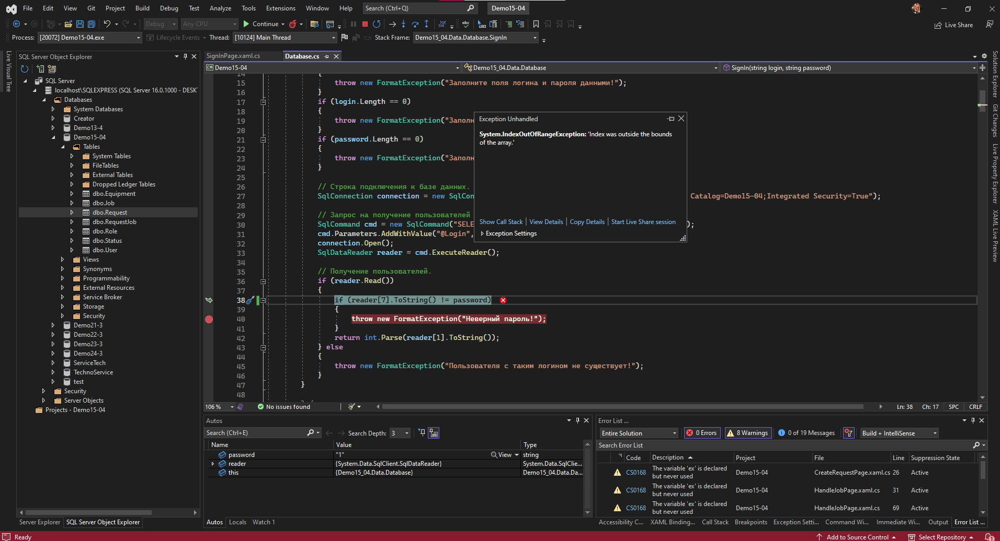 File Edit View Git Project Build Debug Test Analyze Tools Extensions Window Help Search (Ctrl+Q) Demo15-04
Debug Any CPU Continue Live Share
Process: [20072] Demo15-04.exe Lifecycle Events Thread: [10124] Main Thread Stack Frame: Demo15_04.Data.Database.SignIn
Live Visual Tree
SQL Server Object Explorer
SQL Server
localhost\SQLEXPRESS (SQL Server 16.0.1000 - DESK
Databases
System Databases
Creator
Demo13-4
Demo15-04
Tables
System Tables
FileTables
External Tables
Dropped Ledger Tables
dbo.Equipment
dbo.Job
dbo.Request
dbo.RequestJob
dbo.Role
dbo.Status
dbo.User
Views
Synonyms
Programmability
External Resources
Service Broker
Storage
Security
Demo21-3
Demo22-3
Demo23-3
Demo24-3
ServiceTech
TechnoService
test
Security
Server Objects
Projects - Demo15-04
Server Explorer SQL Server Object Explorer
SignInPage.xaml.cs Database.cs
Demo15-04 Demo15_04.Data.Database SignIn(string login, string password)
14 {
15 throw new FormatException("Заполните поля логина и пароля данными!");
16 }
17 if (login.Length == 0)
18 {
19 throw new FormatException("Заполн
20 }
21 if (password.Length == 0)
22 {
23 throw new FormatException("Заполн
24 }
25
26 // Строка подключения к базе данных.
27 SqlConnection connection = new SqlCon Catalog=Demo15-04;Integrated Security=True");
28
29 // Запрос на получение пользователей
30 SqlCommand cmd = new SqlCommand("SELE );
31 cmd.Parameters.AddWithValue("@Login",
32 connection.Open();
33 SqlDataReader reader = cmd.ExecuteReader();
34
35 // Получение пользователей.
36 if (reader.Read())
37 {
38 if (reader[7].ToString() != password)
39 {
40 throw new FormatException("Неверный пароль!");
41 }
42 return int.Parse(reader[1].ToString());
43 } else
44 {
45 throw new FormatException("Пользователя с таким логином не существует!");
46 }
47 }
48
Exception Unhandled
System.IndexOutOfRangeException: 'Index was outside the bounds
of the array.'
Show Call Stack View Details Copy Details Start Live Share session
Exception Settings
106 % No issues found Ln: 38 Ch: 17 SPC CRLF
Solution Explorer
Git Changes
Live Property Explorer
XAML Live Preview
Autos
Search (Ctrl+E) Search Depth: 3
Name Value Type
password "1" View string
reader {System.Data.SqlClient.SqlDataReader} System.Data.SqlClie...
this {Demo15_04.Data.Database} Demo15_04.Data.Da...
Autos Locals Watch 1
Error List ...
Entire Solution 0 Errors 8 Warnings 0 of 19 Messages Build + IntelliSense
Search Error List
Code Description Project File Line Suppression State
CS0168 The variable 'ex' is declared but never used Demo15-04 CreateRequestPage.xaml.cs 26 Active
CS0168 The variable 'ex' is declared but never used Demo15-04 HandleJobPage.xaml.cs 31 Active
CS0168 The variable 'ex' is declared but never used Demo15-04 HandleJobPage.xaml.cs 69 Active
Accessibility C... XAML Binding... Call Stack Breakpoints Exception Setti... Command Wi... Immediate Wi... Output Error List ...
Ready Add to Source Control Select Repository 1